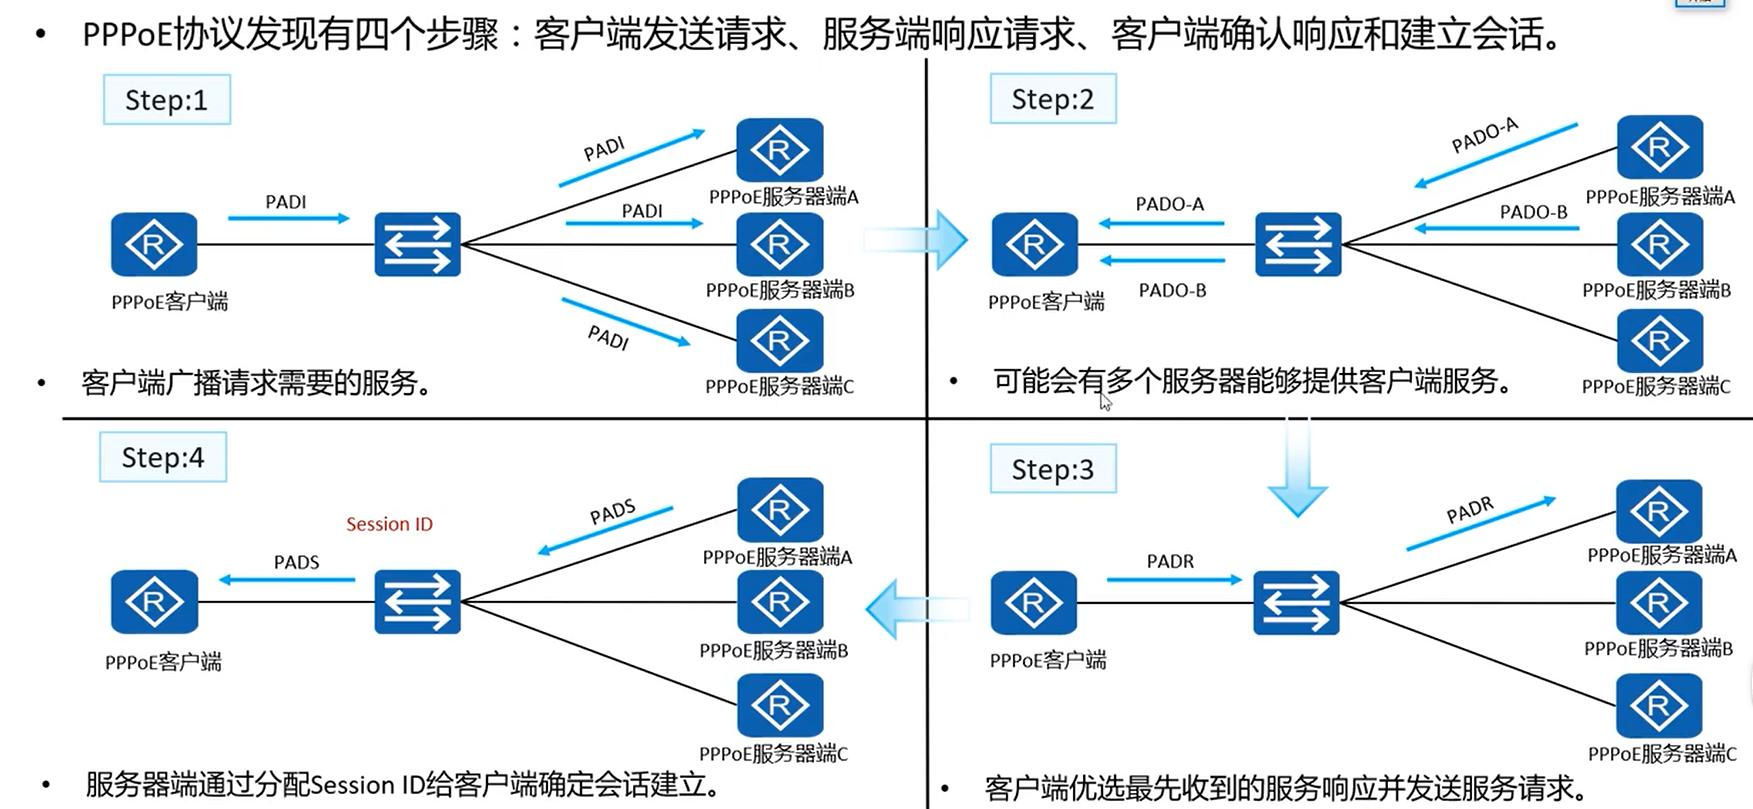 • PPPoE协议发现有四个步骤：客户端发送请求、服务端响应请求、客户端确认响应和建立会话。
Step:1
PADI
PADI
PADI
PADI
R
R
R
R
PPPoE客户端
PPPoE服务器端A
PPPoE服务器端B
PPPoE服务器端C
• 客户端广播请求需要的服务。
Step:2
PADO-A
PADO-B
PADO-A
PADO-B
R
R
R
R
PPPoE客户端
PPPoE服务器端A
PPPoE服务器端B
PPPoE服务器端C
• 可能会有多个服务器能够提供客户端服务。
Step:3
PADR
PADR
R
R
R
R
PPPoE客户端
PPPoE服务器端A
PPPoE服务器端B
PPPoE服务器端C
• 客户端优选最先收到的服务响应并发送服务请求。
Step:4
Session ID
PADS
PADS
R
R
R
R
PPPoE客户端
PPPoE服务器端A
PPPoE服务器端B
PPPoE服务器端C
• 服务器端通过分配Session ID给客户端确定会话建立。